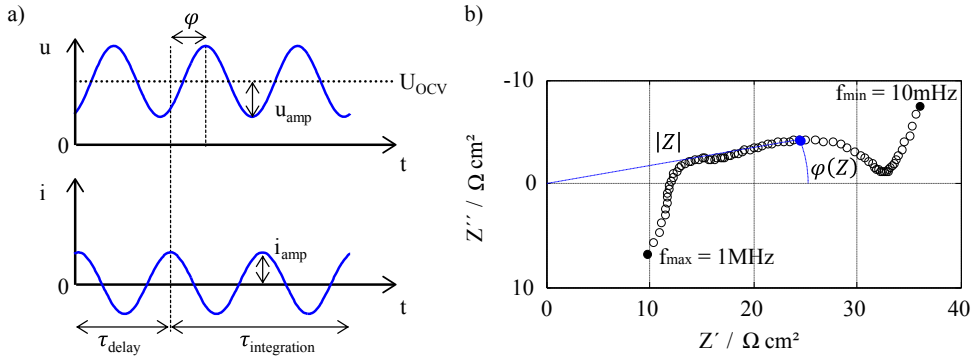 a)
φ
u
U_OCV
u_amp
0
t
i
i_amp
0
t
τ_delay
τ_integration
b)
-10
f_min = 10mHz
|Z|
φ(Z)
0
f_max = 1MHz
Z´´ / Ω cm²
10
0
10
20
30
40
Z´ / Ω cm²